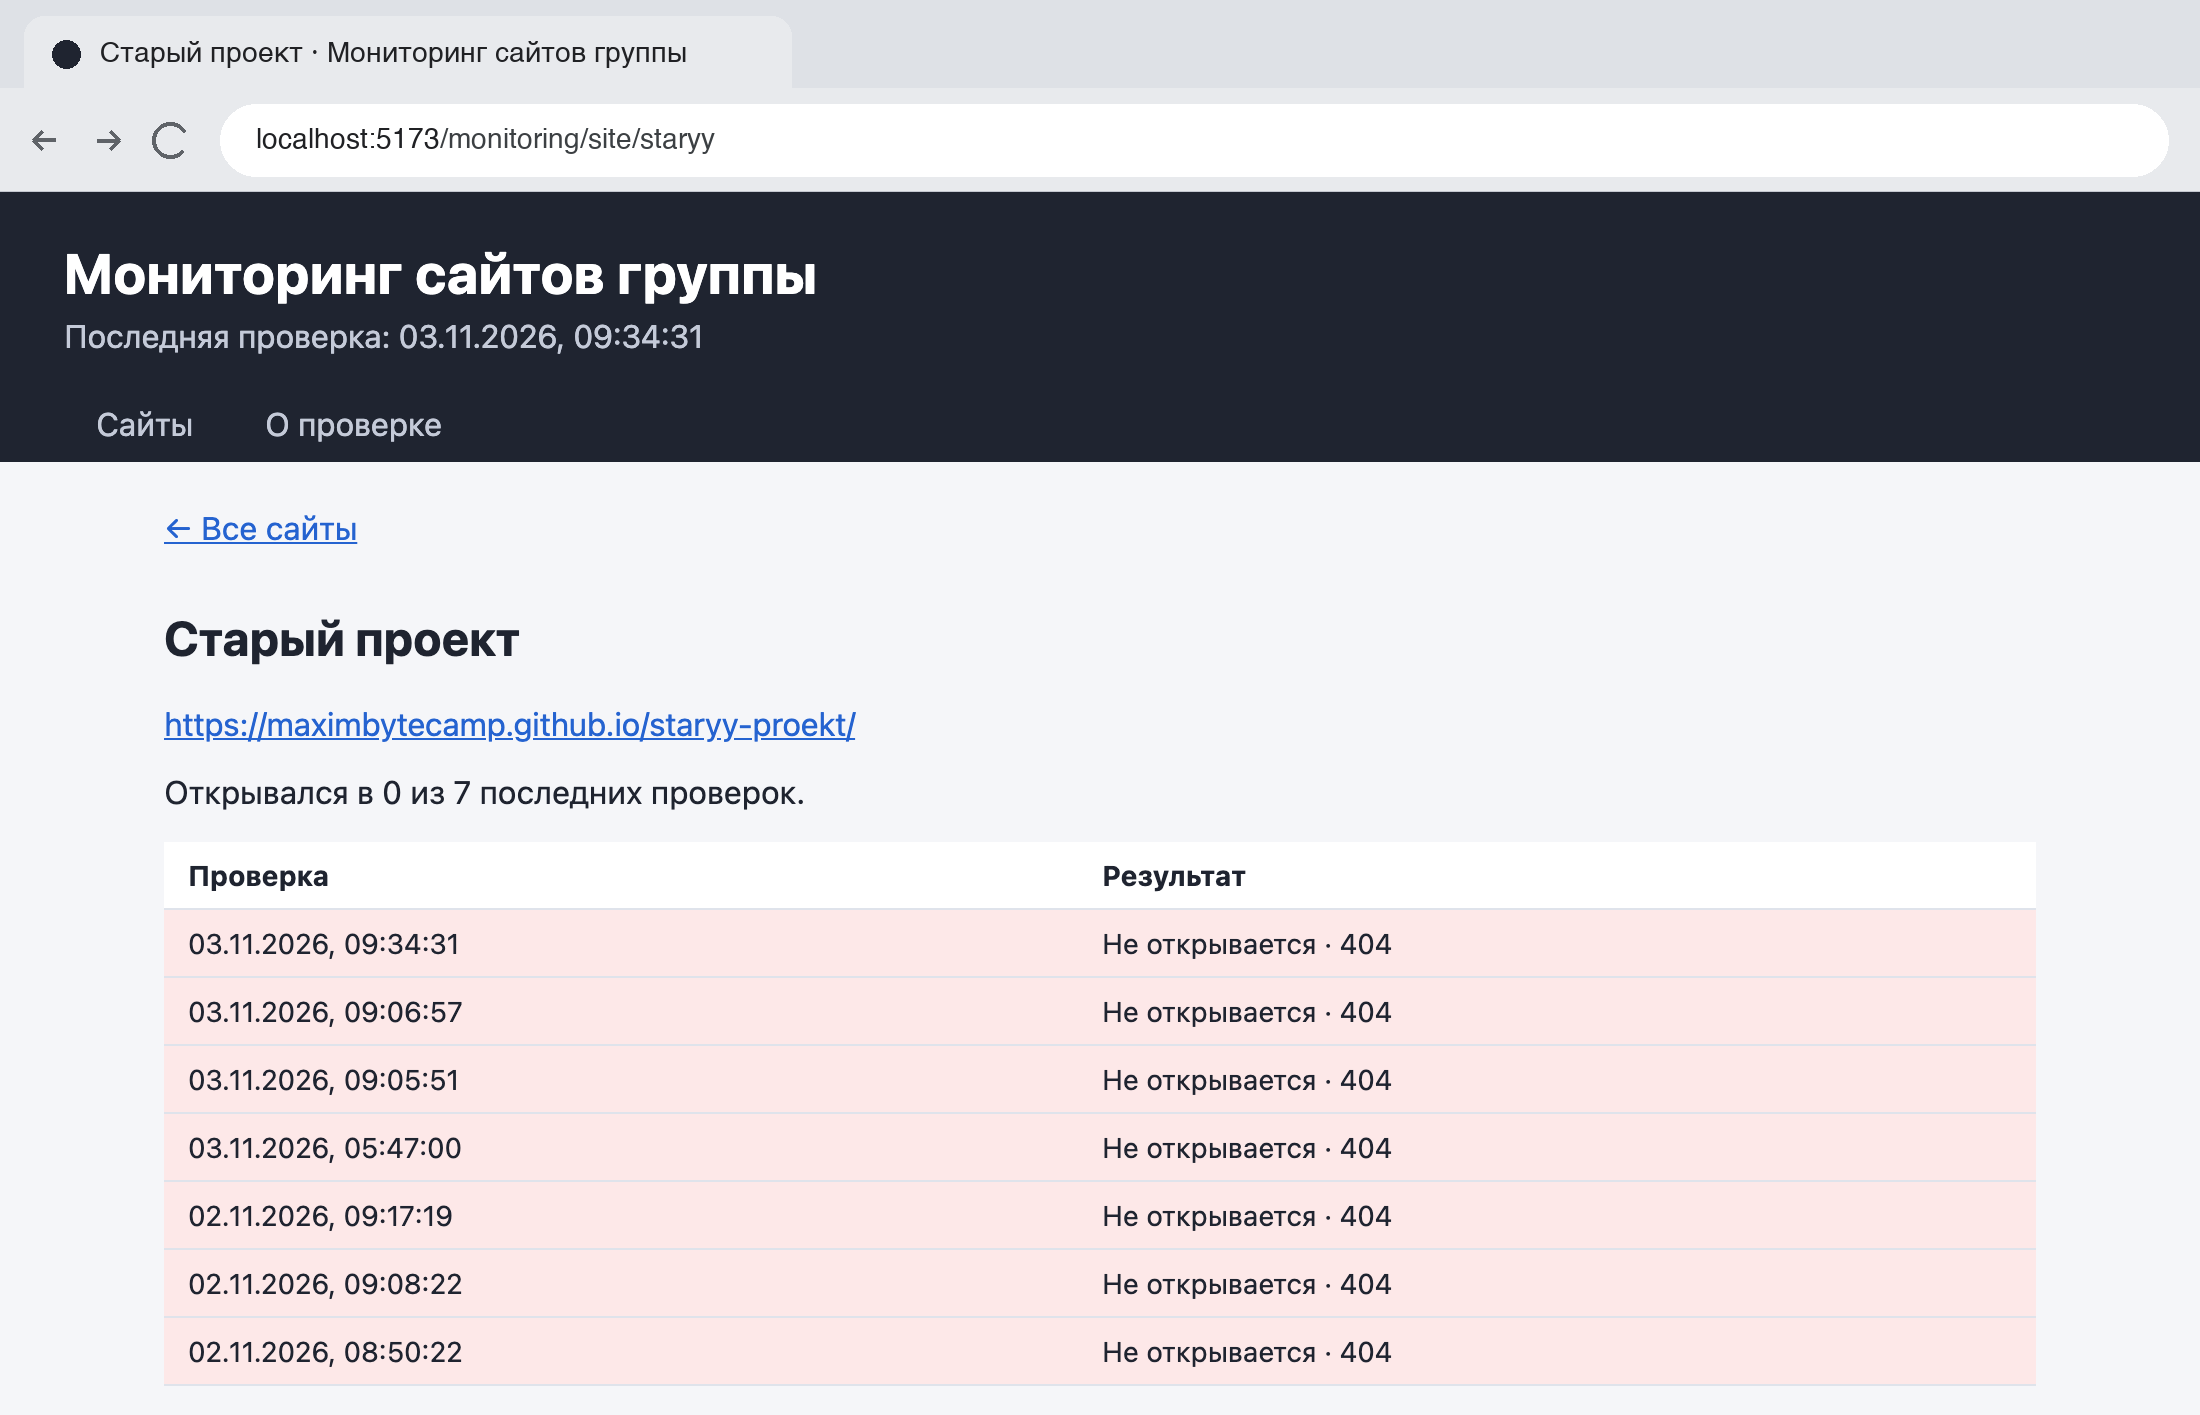 Старый проект · Мониторинг сайтов группы
localhost:5173/monitoring/site/staryy
Мониторинг сайтов группы
Последняя проверка: 03.11.2026, 09:34:31
Сайты О проверке
← Все сайты
Старый проект
https://maximbytecamp.github.io/staryy-proekt/
Открывался в 0 из 7 последних проверок.
Проверка Результат
03.11.2026, 09:34:31 Не открывается · 404
03.11.2026, 09:06:57 Не открывается · 404
03.11.2026, 09:05:51 Не открывается · 404
03.11.2026, 05:47:00 Не открывается · 404
02.11.2026, 09:17:19 Не открывается · 404
02.11.2026, 09:08:22 Не открывается · 404
02.11.2026, 08:50:22 Не открывается · 404